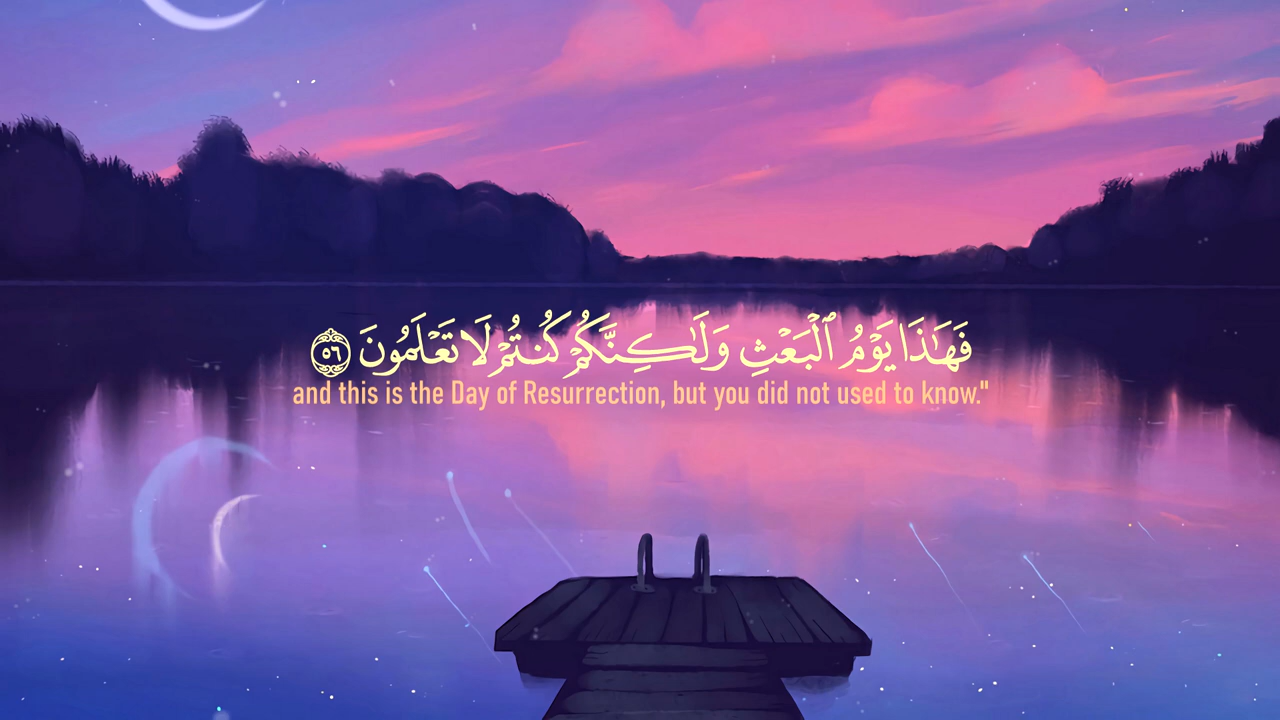 فَهَـٰذَا يَوْمُ ٱلْبَعْثِ وَلَـٰكِنَّكُمْ كُنتُمْ لَا تَعْلَمُونَ ٥٦
and this is the Day of Resurrection, but you did not used to know."